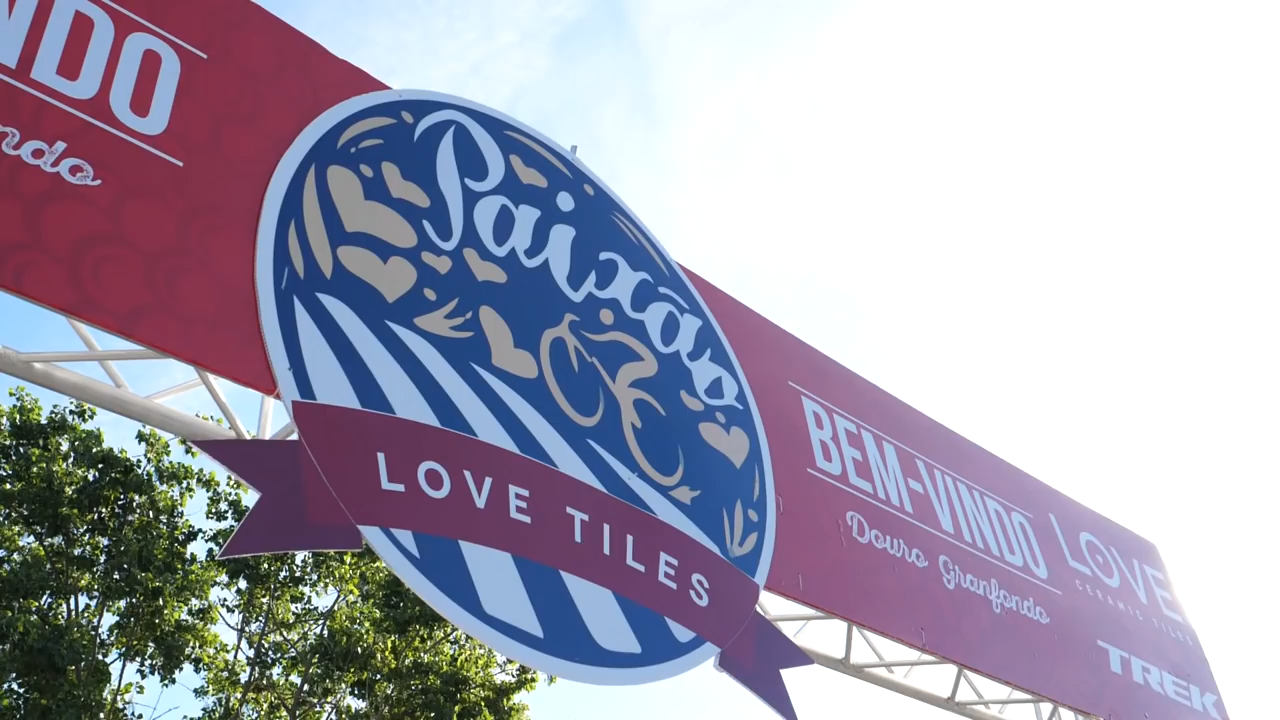 NDO
ndo
Paixão
LOVE TILES
BEM-VINDO
Douro Granfondo
LOVE
CERAMIC TILES
TREK